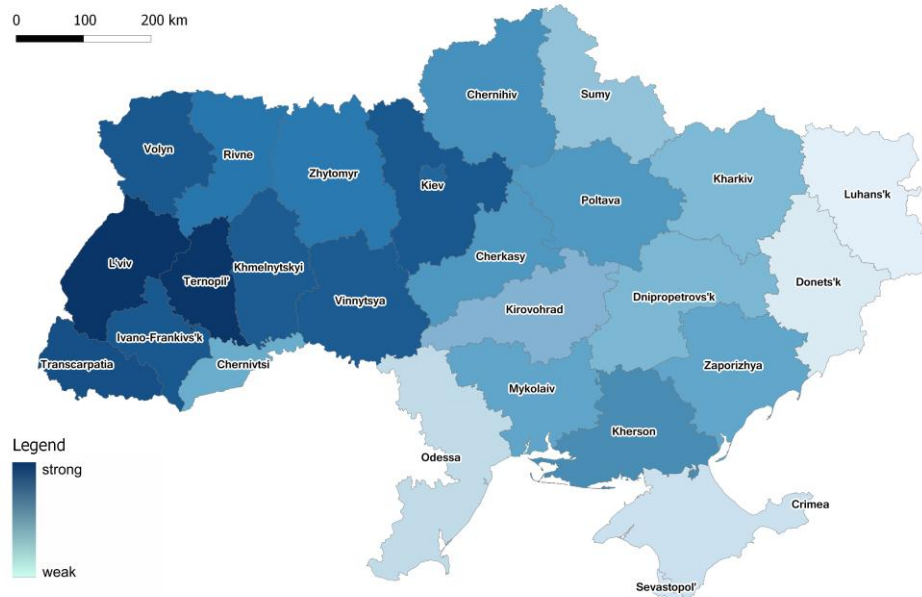 0 100 200 km
Chernihiv
Sumy
Volyn
Rivne
Zhytomyr
Kiev
Kharkiv
Luhans'k
Poltava
L'viv
Ternopil'
Khmelnytskyi
Cherkasy
Donets'k
Vinnytsya
Kirovohrad
Dnipropetrovs'k
Ivano-Frankivs'k
Transcarpatia
Chernivtsi
Zaporizhya
Mykolaiv
Kherson
Odessa
Crimea
Sevastopol'
Legend
strong
weak